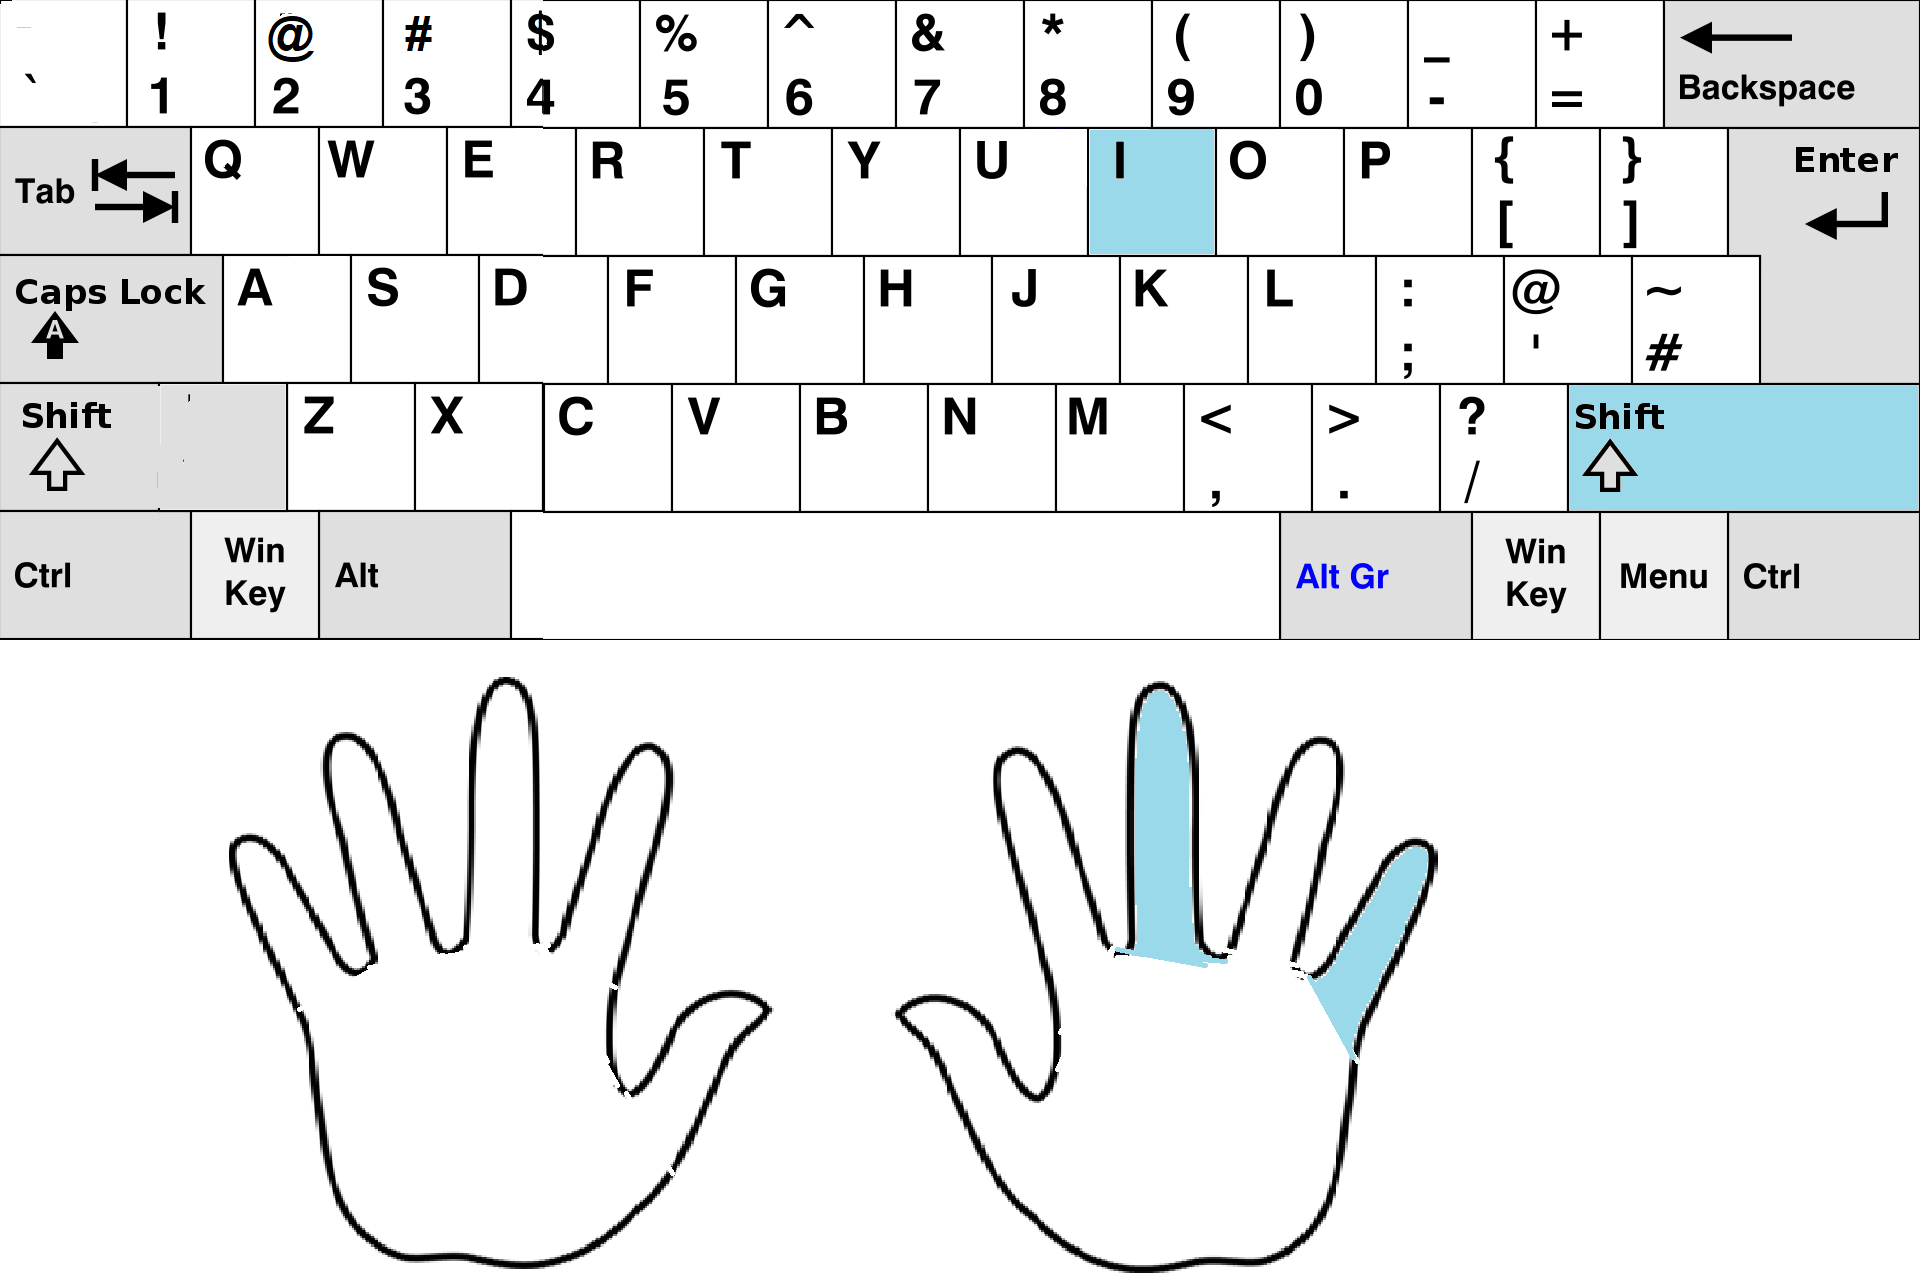 ! @ # $ % ^ & * ( ) _ +
` 1 2 3 4 5 6 7 8 9 0 - = Backspace
Tab Q W E R T Y U I O P { } Enter
[ ]
Caps Lock A S D F G H J K L : @ ~
A ; ' #
Shift Z X C V B N M < > ? Shift
, . /
Ctrl Win Key Alt Alt Gr Win Key Menu Ctrl